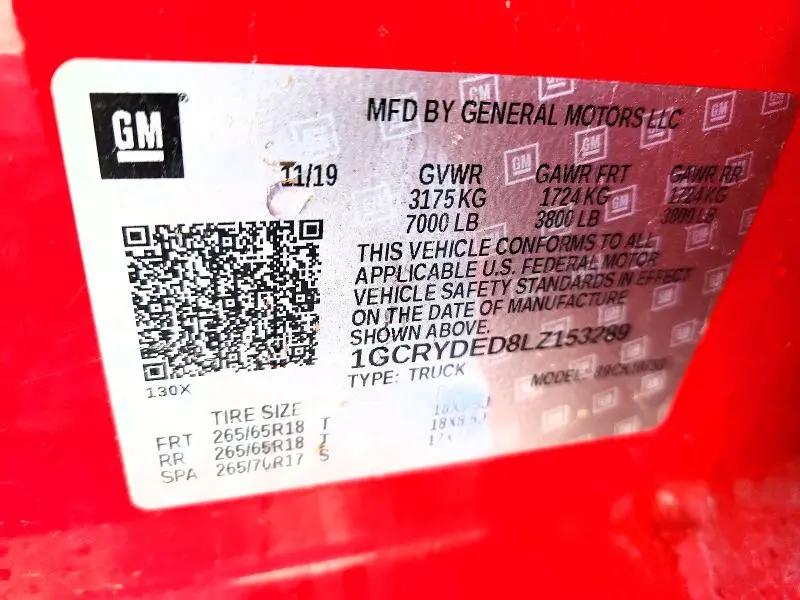 GM
MFD BY GENERAL MOTORS LLC
11/19 GVWR GAWR FRT GAWR RR
3175 KG 1724 KG 1724 KG
7000 LB 3800 LB 3800 LB
THIS VEHICLE CONFORMS TO ALL
APPLICABLE U.S. FEDERAL MOTOR
VEHICLE SAFETY STANDARDS IN EFFECT
ON THE DATE OF MANUFACTURE
SHOWN ABOVE.
1GCRYDED8LZ153289
TYPE: TRUCK MODEL:
130X
TIRE SIZE
FRT 265/65R18 T
RR 265/65R18 T 18X8.5J
SPA 265/70R17 S